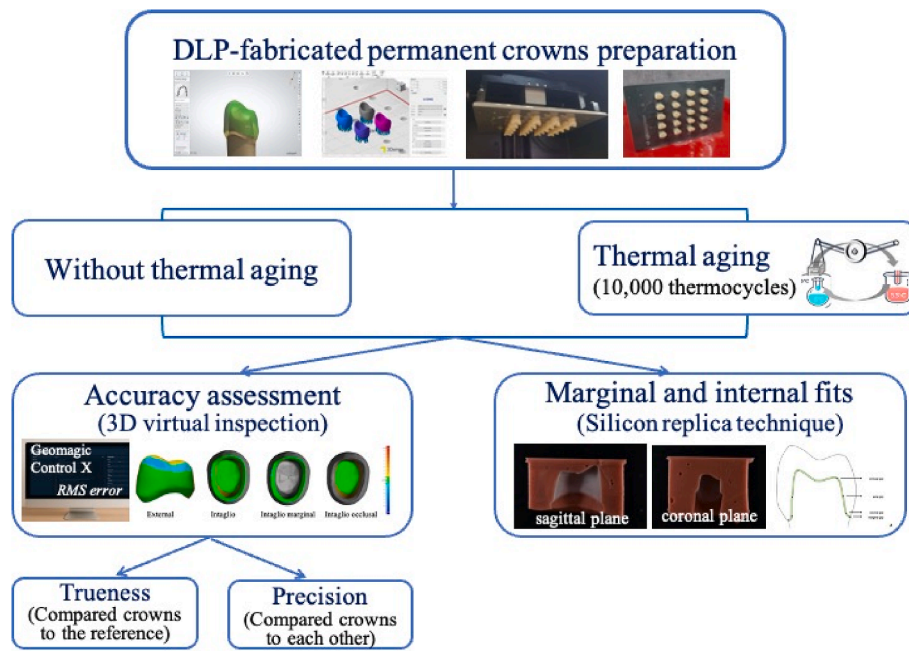 DLP-fabricated permanent crowns preparation
Without thermal aging
Thermal aging
(10,000 thermocycles)
Accuracy assessment
(3D virtual inspection)
Geomagic
Control X
RMS error
External
Intaglio
Intaglio marginal
Intaglio occlusal
Marginal and internal fits
(Silicon replica technique)
sagittal plane
coronal plane
Trueness
(Compared crowns
to the reference)
Precision
(Compared crowns
to each other)